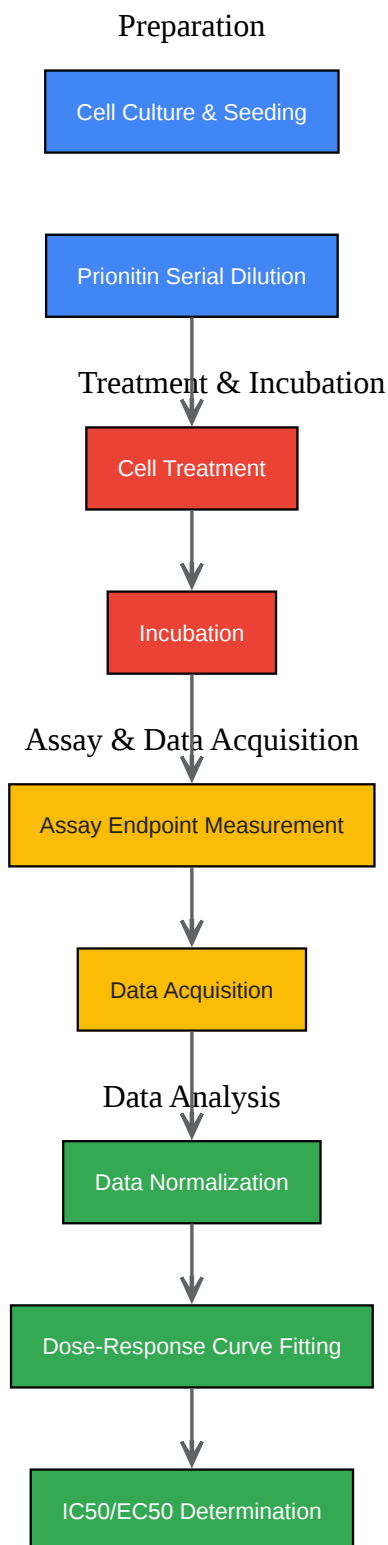 Preparation
Cell Culture & Seeding
Prionitin Serial Dilution
Treatment & Incubation
Cell Treatment
Incubation
Assay & Data Acquisition
Assay Endpoint Measurement
Data Acquisition
Data Analysis
Data Normalization
Dose-Response Curve Fitting
IC50/EC50 Determination